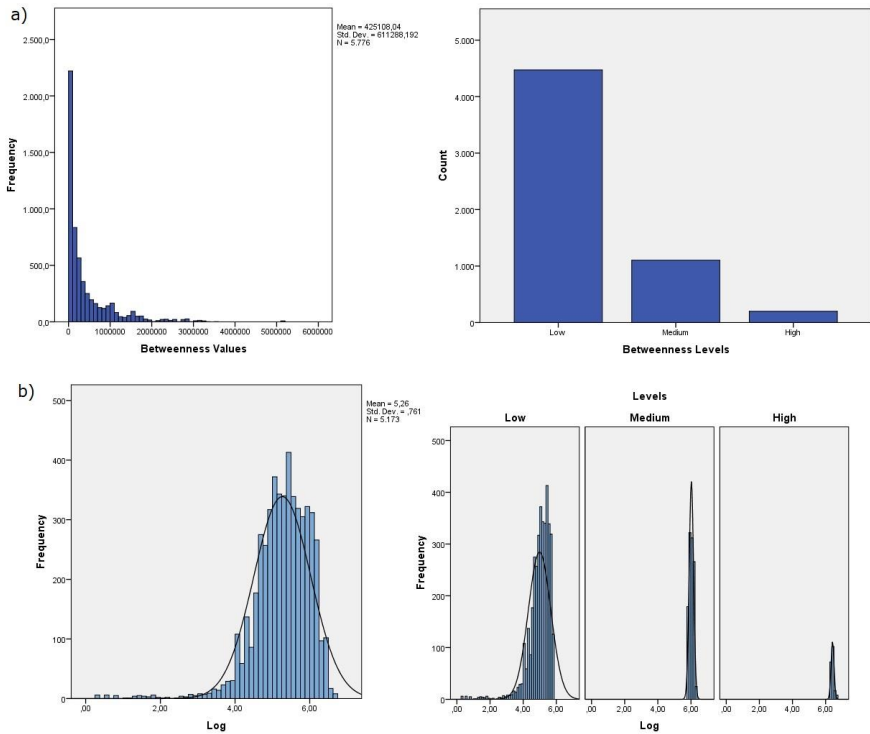 a)
Mean = 425108,04
Std. Dev. = 611288,192
N = 5.776
2.500,0
2.000,0
1.500,0
1.000,0
500,0
0,0
Frequency
0 1000000 2000000 3000000 4000000 5000000 6000000
Betweenness Values
5.000
4.000
3.000
2.000
1.000
0
Count
Low Medium High
Betweenness Levels
b)
Mean = 5,26
Std. Dev. = ,761
N = 5.173
500
400
300
200
100
0
Frequency
,00 2,00 4,00 6,00
Log
Levels
Low Medium High
500
400
300
200
100
0
Frequency
,00 2,00 4,00 6,00 ,00 2,00 4,00 6,00 ,00 2,00 4,00 6,00
Log